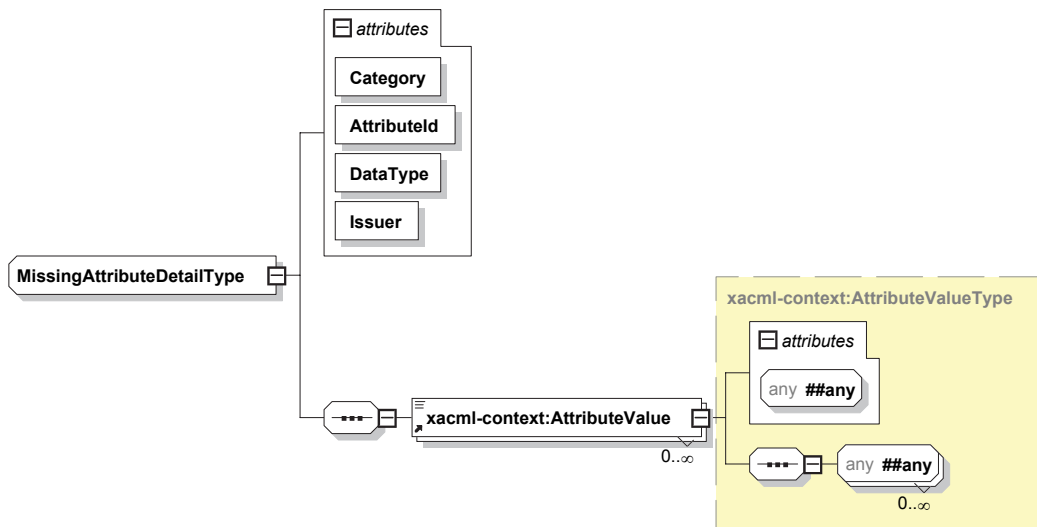 attributes
Category
AttributeId
DataType
Issuer
MissingAttributeDetailType
xacml-context:AttributeValueType
attributes
any ##any
xacml-context:AttributeValue
0..∞
any ##any
0..∞